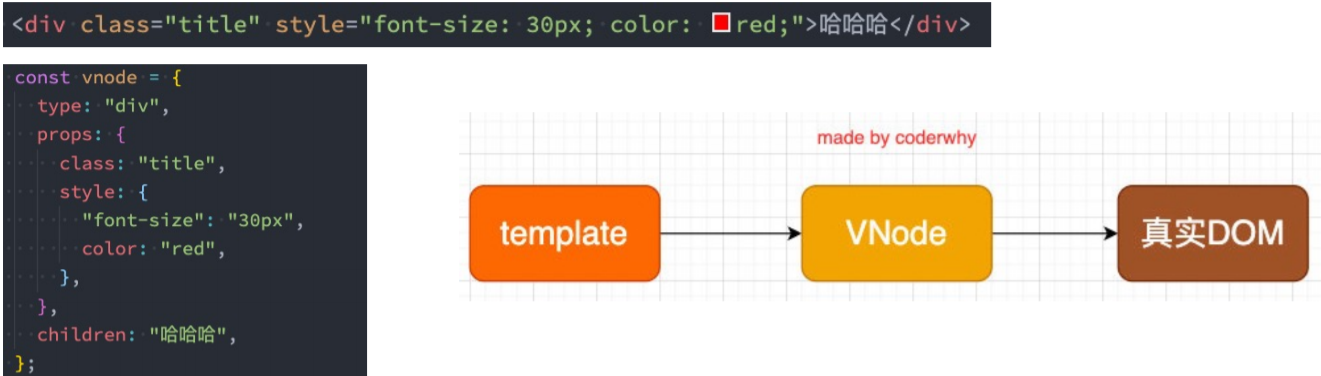 <div class="title" style="font-size: 30px; color: red;">哈哈哈</div>
const vnode = {
  type: "div",
  props: {
    class: "title",
    style: {
      "font-size": "30px",
      color: "red",
    },
  },
  children: "哈哈哈",
};
made by coderwhy
template
VNode
真实DOM